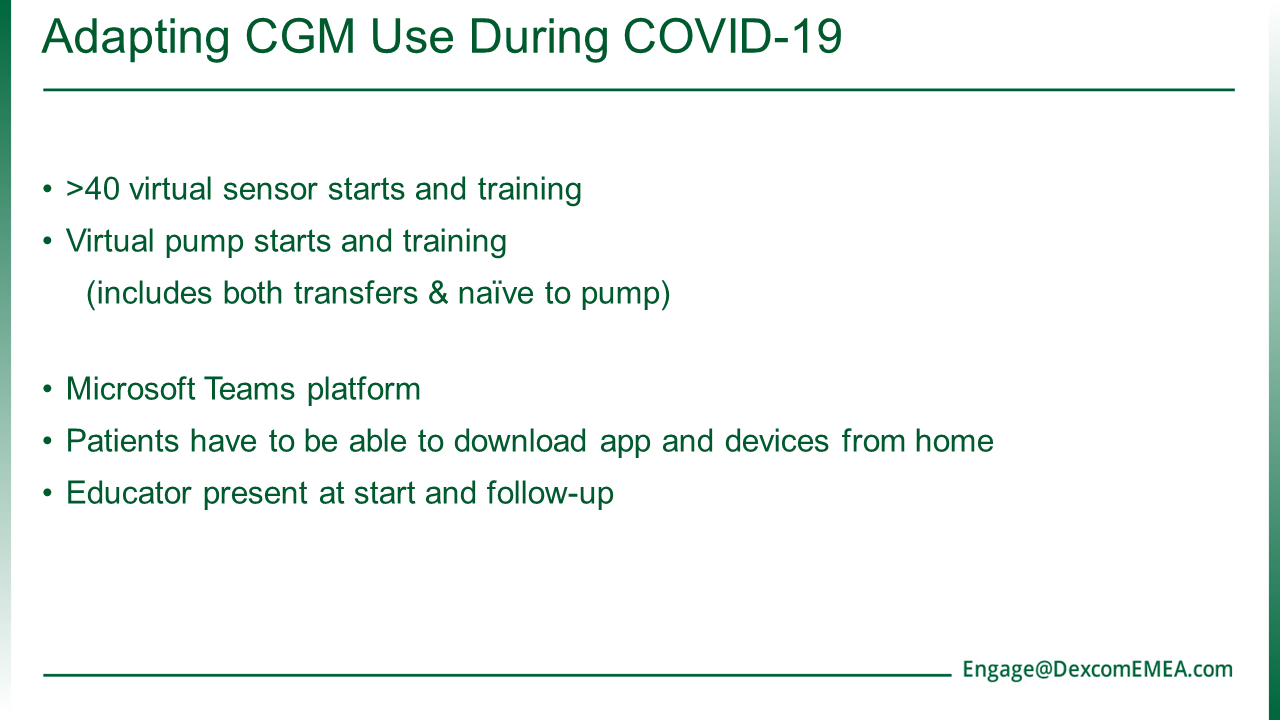 Adapting CGM Use During COVID-19
• >40 virtual sensor starts and training
• Virtual pump starts and training
(includes both transfers & naïve to pump)
• Microsoft Teams platform
• Patients have to be able to download app and devices from home
• Educator present at start and follow-up
Engage@DexcomEMEA.com